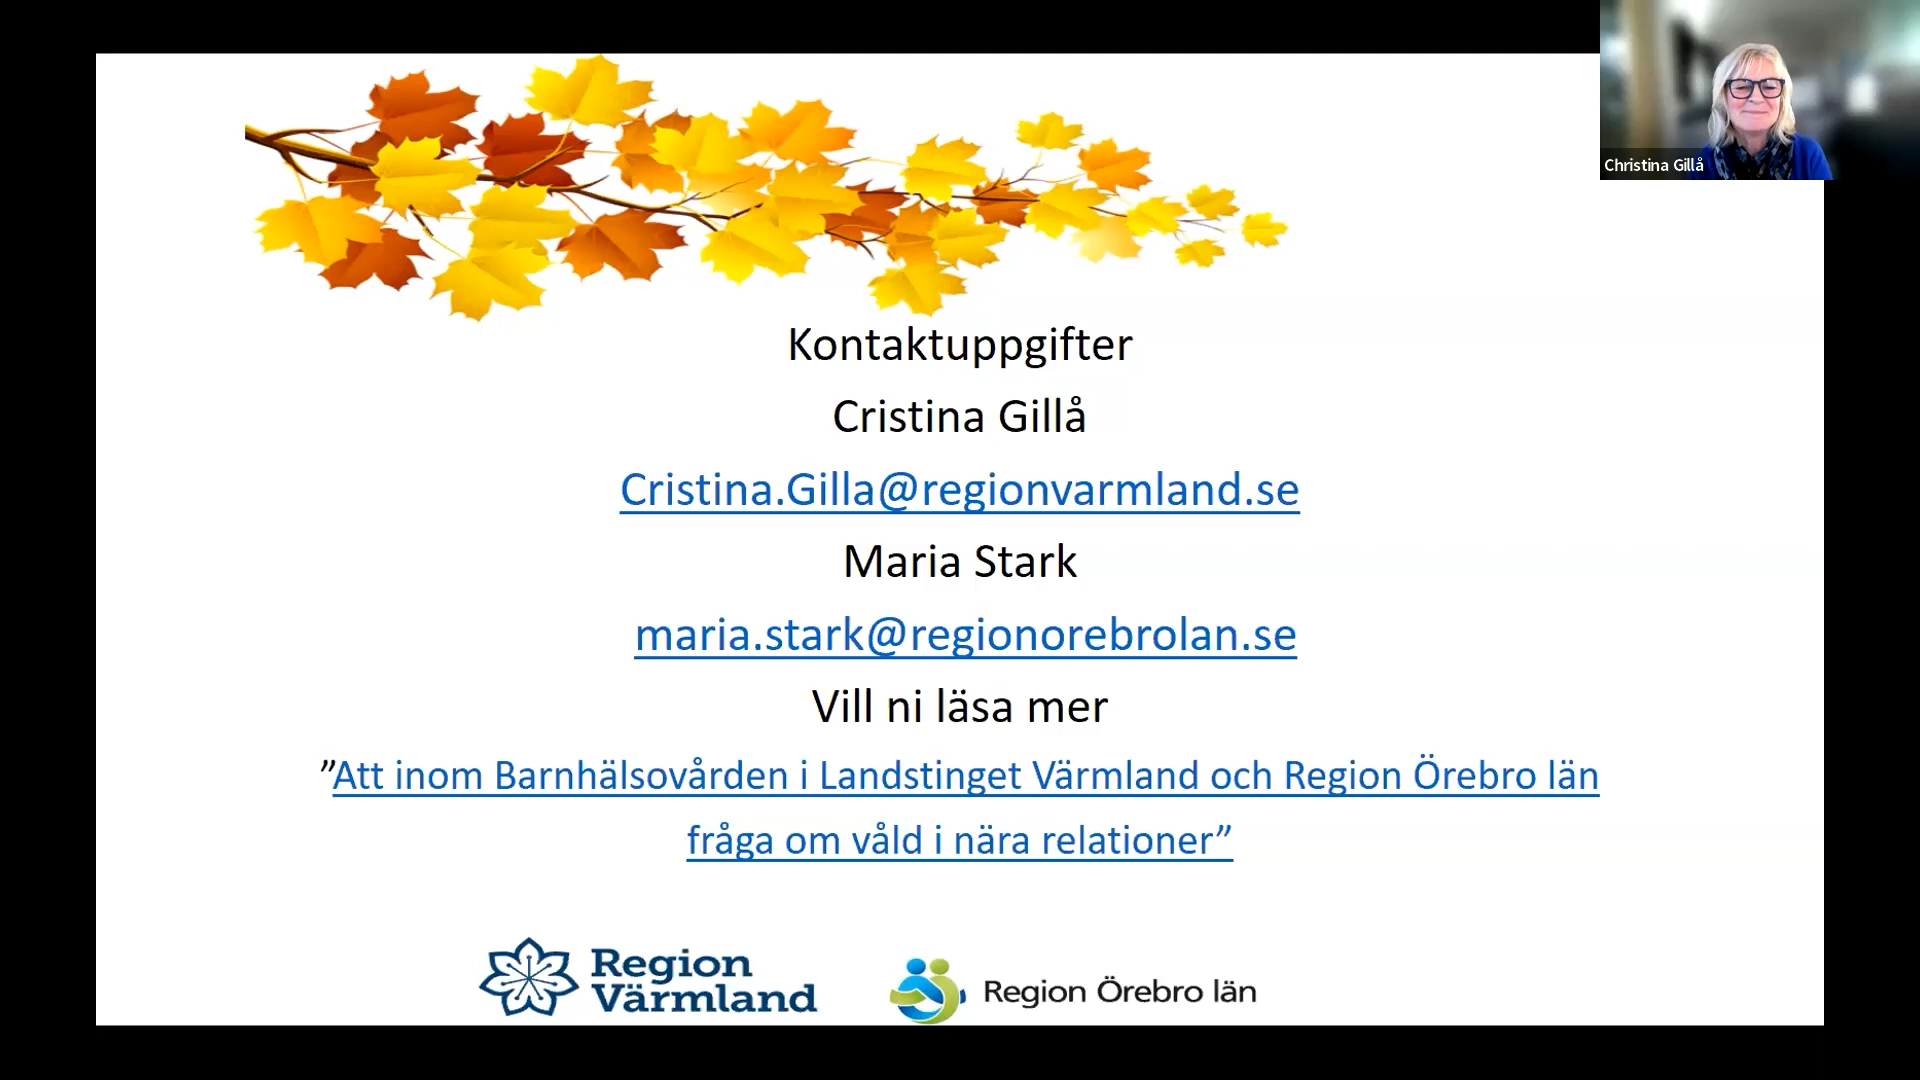 Christina Gillå
Kontaktuppgifter
Cristina Gillå
Cristina.Gilla@regionvarmland.se
Maria Stark
maria.stark@regionorebrolan.se
Vill ni läsa mer
”Att inom Barnhälsovården i Landstinget Värmland och Region Örebro län
fråga om våld i nära relationer”
Region
Värmland
Region Örebro län